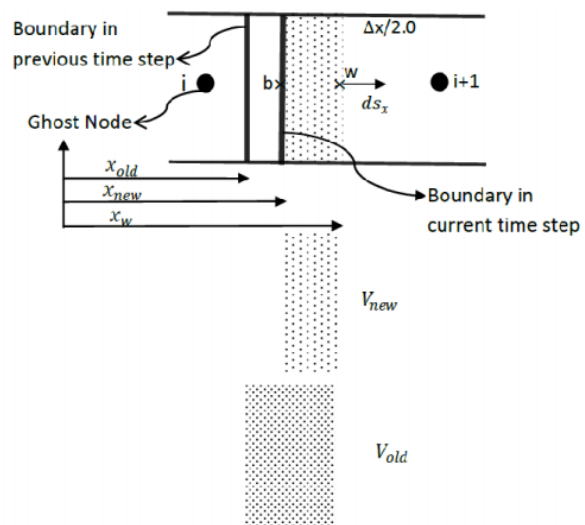 Boundary in
previous time step
Δx/2.0
i
b
w
i+1
ds_x
Ghost Node
x_old
x_new
x_w
Boundary in
current time step
V_new
V_old